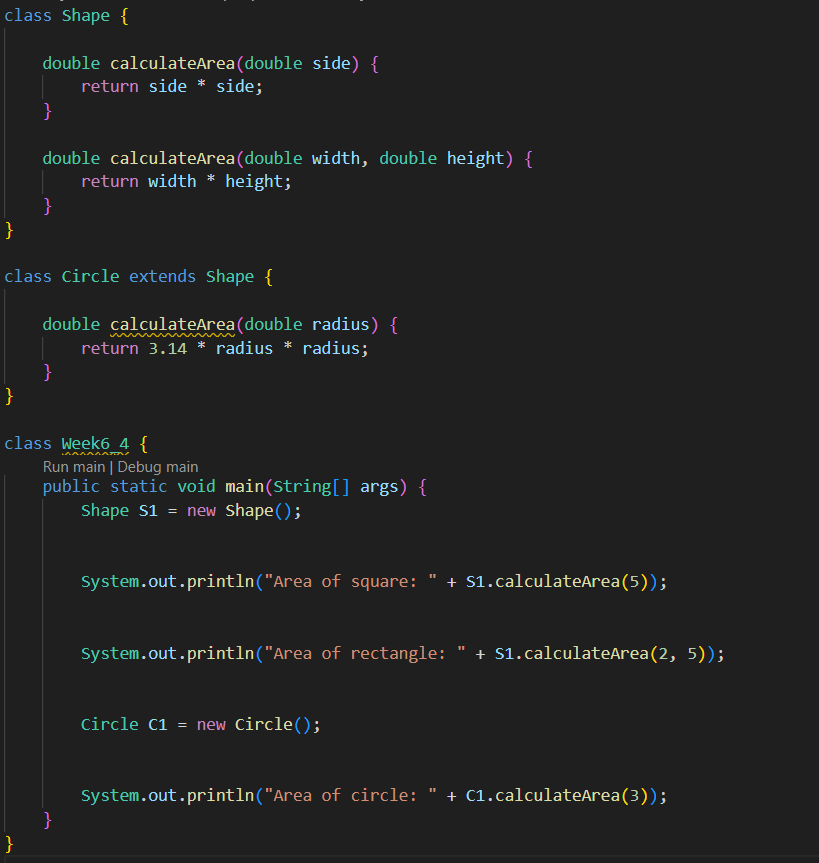 class Shape {
double calculateArea(double side) {
return side * side;
}
double calculateArea(double width, double height) {
return width * height;
}
}
class Circle extends Shape {
double calculateArea(double radius) {
return 3.14 * radius * radius;
}
}
class Week6_4 {
Run main | Debug main
public static void main(String[] args) {
Shape S1 = new Shape();
System.out.println("Area of square: " + S1.calculateArea(5));
System.out.println("Area of rectangle: " + S1.calculateArea(2, 5));
Circle C1 = new Circle();
System.out.println("Area of circle: " + C1.calculateArea(3));
}
}